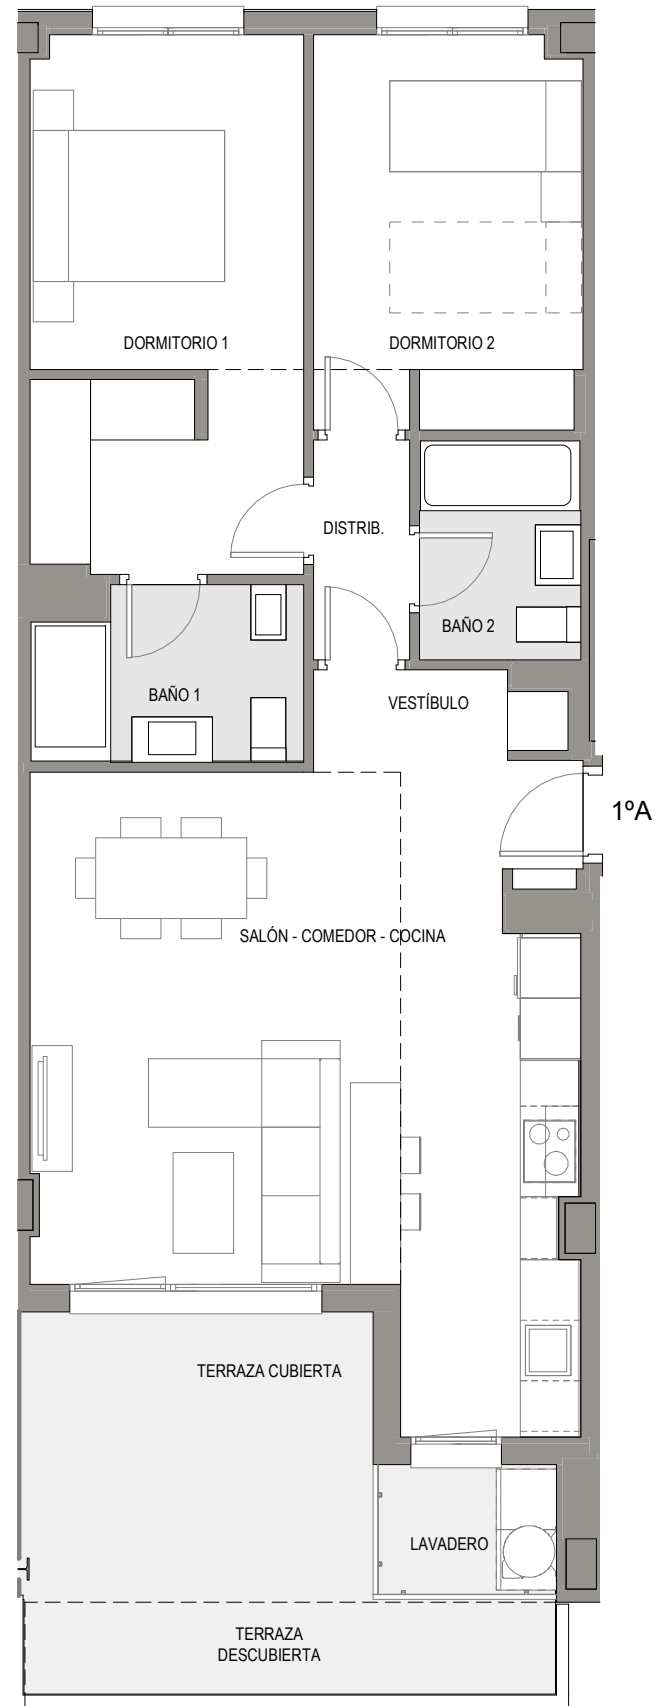 DORMITORIO 1
DORMITORIO 2
DISTRIB.
BAÑO 2
BAÑO 1
VESTÍBULO
1ºA
SALÓN - COMEDOR - COCINA
TERRAZA CUBIERTA
LAVADERO
TERRAZA
DESCUBIERTA